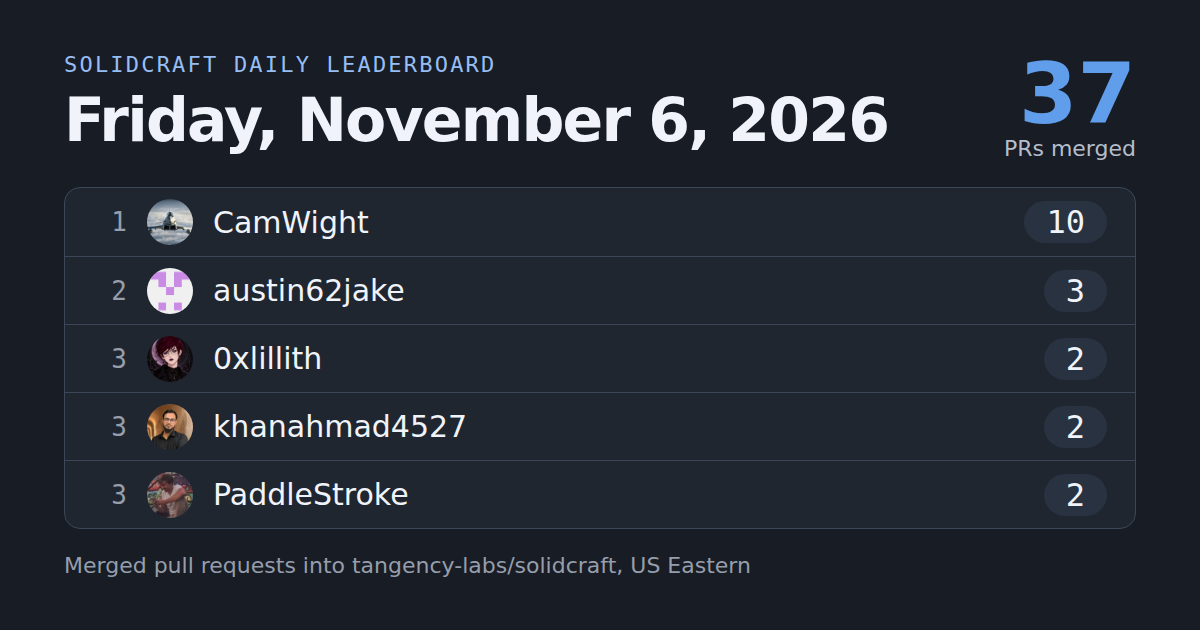 SOLIDCRAFT DAILY LEADERBOARD
Friday, November 6, 2026
37
PRs merged
1 CamWight 10
2 austin62jake 3
3 0xlillith 2
3 khanahmad4527 2
3 PaddleStroke 2
Merged pull requests into tangency-labs/solidcraft, US Eastern